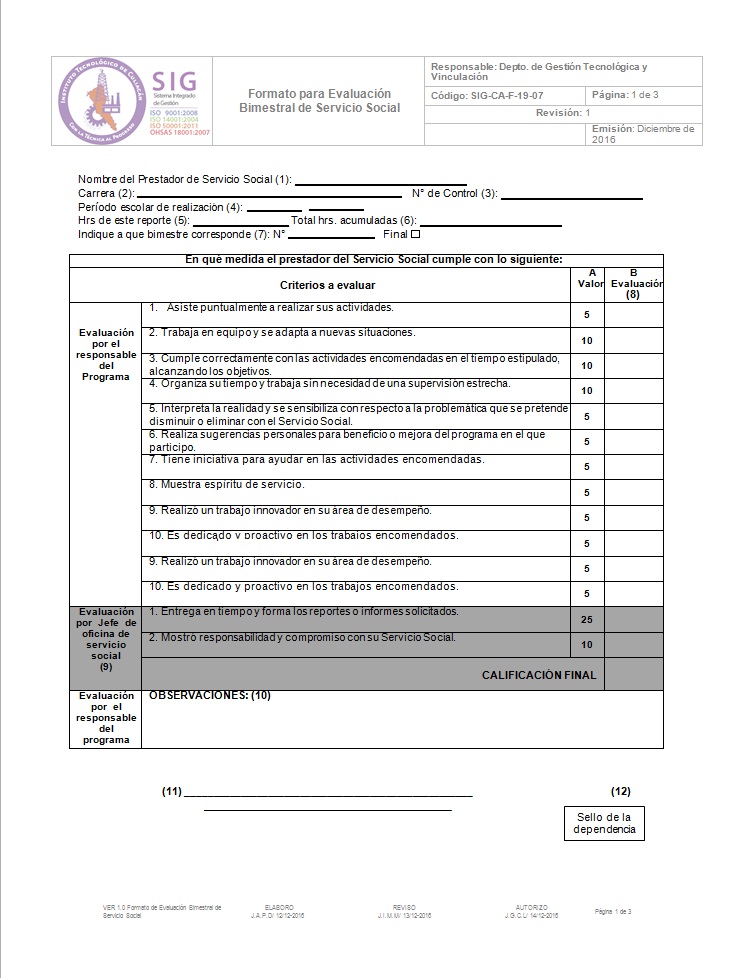 INSTITUTO TECNOLÓGICO DE CULIACÁN
CON LA TÉCNICA AL PROGRESO
SIG
Sistema Integrado
de Gestión
ISO 9001:2008
ISO 14001:2004
ISO 50001:2011
OHSAS 18001:2007
Formato para Evaluación
Bimestral de Servicio Social
Responsable: Depto. de Gestión Tecnológica y
Vinculación
Código: SIG-CA-F-19-07
Página: 1 de 3
Revisión: 1
Emisión: Diciembre de
2016
Nombre del Prestador de Servicio Social (1):
Carrera (2): N° de Control (3):
Período escolar de realización (4):
Hrs de este reporte (5): Total hrs. acumuladas (6):
Indique a que bimestre corresponde (7): N° Final ☐
En qué medida el prestador del Servicio Social cumple con lo siguiente:
Criterios a evaluar
A
Valor
B
Evaluación
(8)
Evaluación
por el
responsable
del
Programa
1. Asiste puntualmente a realizar sus actividades.
5
2. Trabaja en equipo y se adapta a nuevas situaciones.
10
3. Cumple correctamente con las actividades encomendadas en el tiempo estipulado,
alcanzando los objetivos.
10
4. Organiza su tiempo y trabaja sin necesidad de una supervisión estrecha.
10
5. Interpreta la realidad y se sensibiliza con respecto a la problemática que se pretende
disminuir o eliminar con el Servicio Social.
5
6. Realiza sugerencias personales para beneficio o mejora del programa en el que
participo.
5
7. Tiene iniciativa para ayudar en las actividades encomendadas.
5
8. Muestra espíritu de servicio.
5
9. Realizó un trabajo innovador en su área de desempeño.
5
10. Es dedicado y proactivo en los trabajos encomendados.
5
9. Realizó un trabajo innovador en su área de desempeño.
5
10. Es dedicado y proactivo en los trabajos encomendados.
5
Evaluación
por Jefe de
oficina de
servicio
social
(9)
1. Entrega en tiempo y forma los reportes o informes solicitados.
25
2. Mostró responsabilidad y compromiso con su Servicio Social.
10
CALIFICACIÓN FINAL
Evaluación
por el
responsable
del
programa
OBSERVACIONES: (10)
(11)
(12)
Sello de la
dependencia
VER 1.0 Formato de Evaluación Bimestral de
Servicio Social
ELABORO
J.A.P.D/ 12/12-2016
REVISO
J.I.M.M/ 13/12-2016
AUTORIZO
J.G.C.L/ 14/12-2016
Página 1 de 3